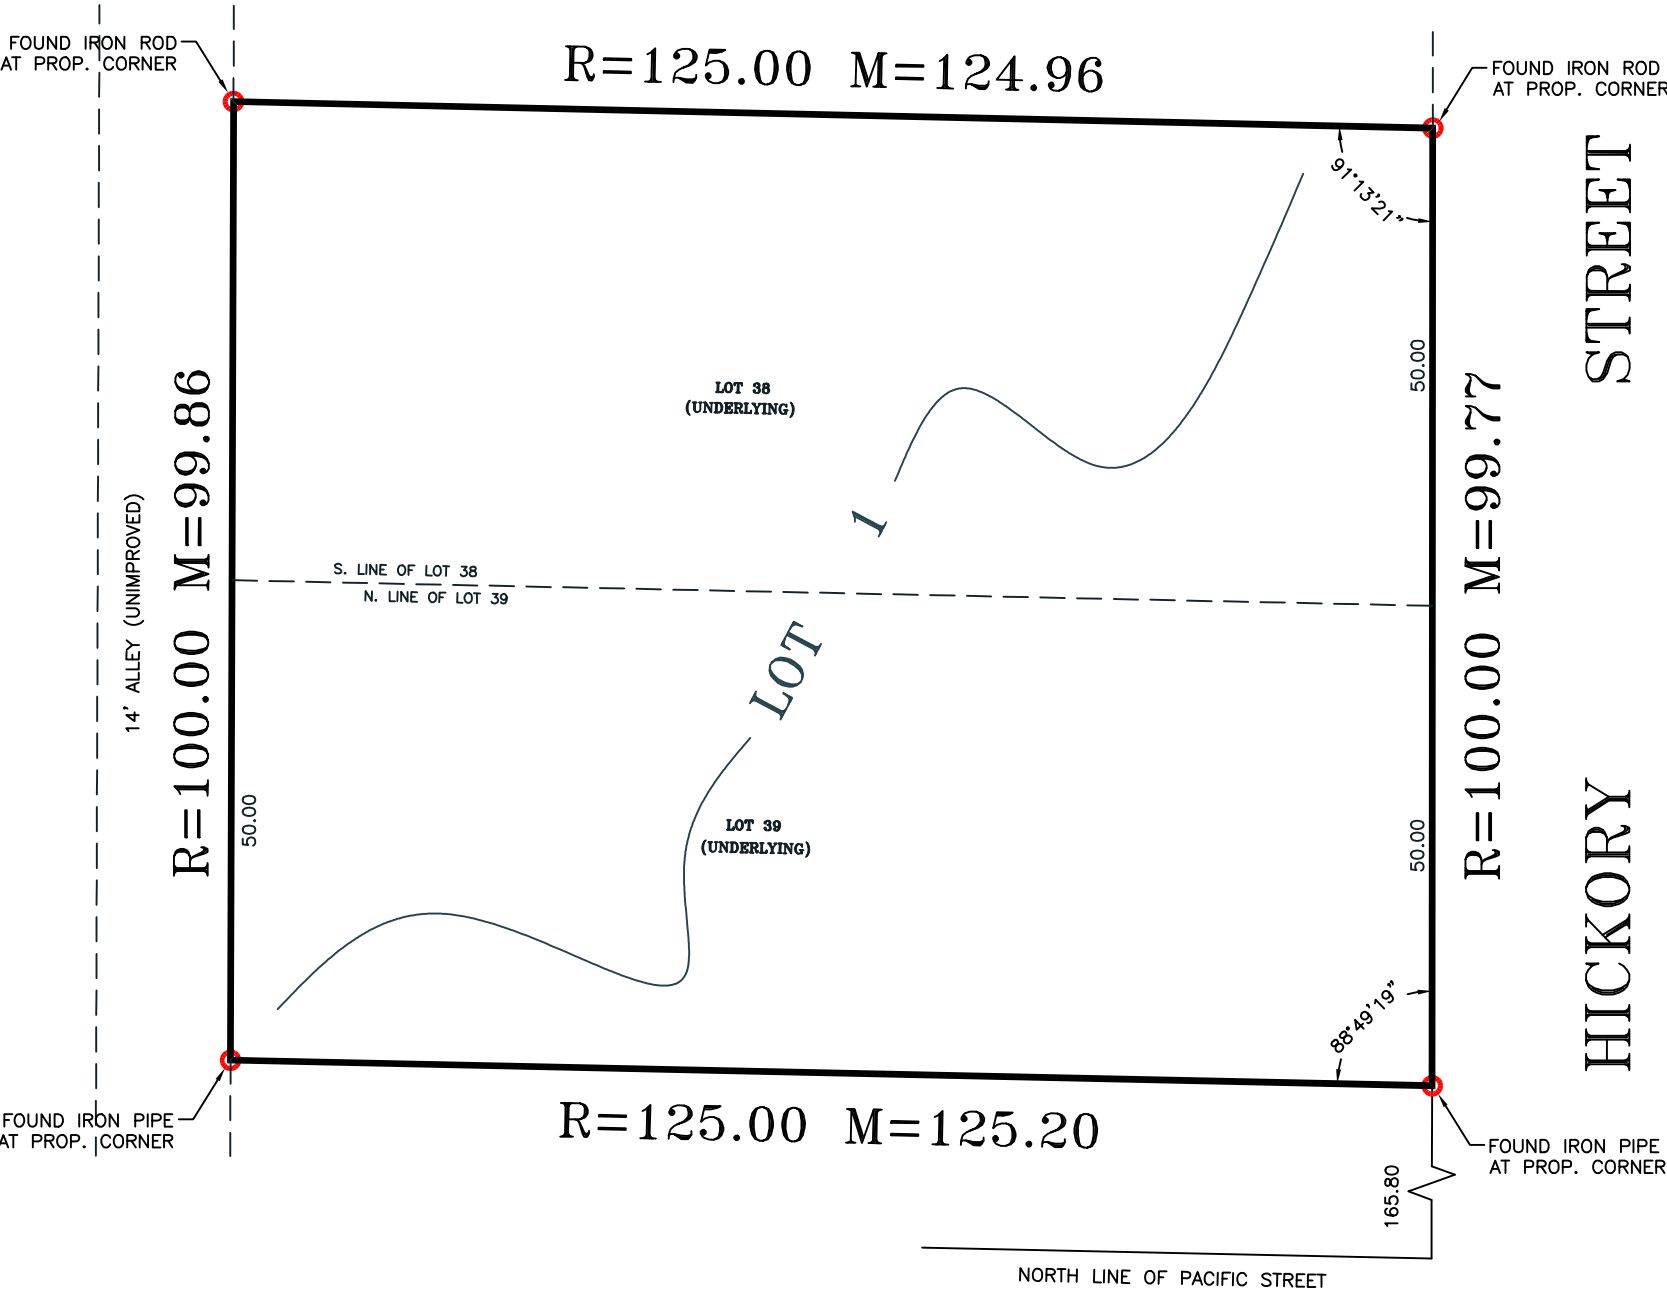 FOUND IRON ROD
AT PROP. CORNER
R=125.00 M=124.96
FOUND IRON ROD
AT PROP. CORNER
91°13'21"
STREET
50.00
LOT 38
(UNDERLYING)
R=100.00 M=99.86
R=100.00 M=99.77
14' ALLEY (UNIMPROVED)
1
S. LINE OF LOT 38
N. LINE OF LOT 39
LOT
50.00
LOT 39
(UNDERLYING)
50.00
HICKORY
88°49'19"
FOUND IRON PIPE
AT PROP. CORNER
R=125.00 M=125.20
FOUND IRON PIPE
AT PROP. CORNER
165.80
NORTH LINE OF PACIFIC STREET